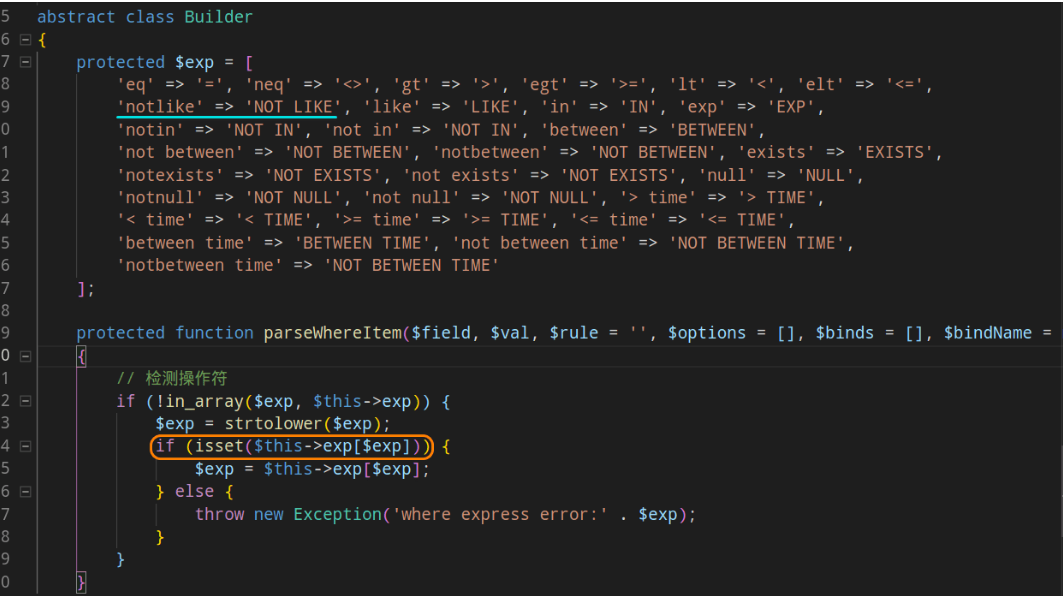 5 abstract class Builder
6 {
7 protected $exp = [
8 'eq' => '=', 'neq' => '<>', 'gt' => '>', 'egt' => '>=', 'lt' => '<', 'elt' => '<=',
9 'notlike' => 'NOT LIKE', 'like' => 'LIKE', 'in' => 'IN', 'exp' => 'EXP',
0 'notin' => 'NOT IN', 'not in' => 'NOT IN', 'between' => 'BETWEEN',
1 'not between' => 'NOT BETWEEN', 'notbetween' => 'NOT BETWEEN', 'exists' => 'EXISTS',
2 'notexists' => 'NOT EXISTS', 'not exists' => 'NOT EXISTS', 'null' => 'NULL',
3 'notnull' => 'NOT NULL', 'not null' => 'NOT NULL', '> time' => '> TIME',
4 '< time' => '< TIME', '>= time' => '>= TIME', '<= time' => '<= TIME',
5 'between time' => 'BETWEEN TIME', 'not between time' => 'NOT BETWEEN TIME',
6 'notbetween time' => 'NOT BETWEEN TIME'
7 ];
8
9 protected function parseWhereItem($field, $val, $rule = '', $options = [], $binds = [], $bindName =
0 {
1 // 检测操作符
2 if (!in_array($exp, $this->exp)) {
3 $exp = strtolower($exp);
4 if (isset($this->exp[$exp])) {
5 $exp = $this->exp[$exp];
6 } else {
7 throw new Exception('where express error:' . $exp);
8 }
9 }
0 }